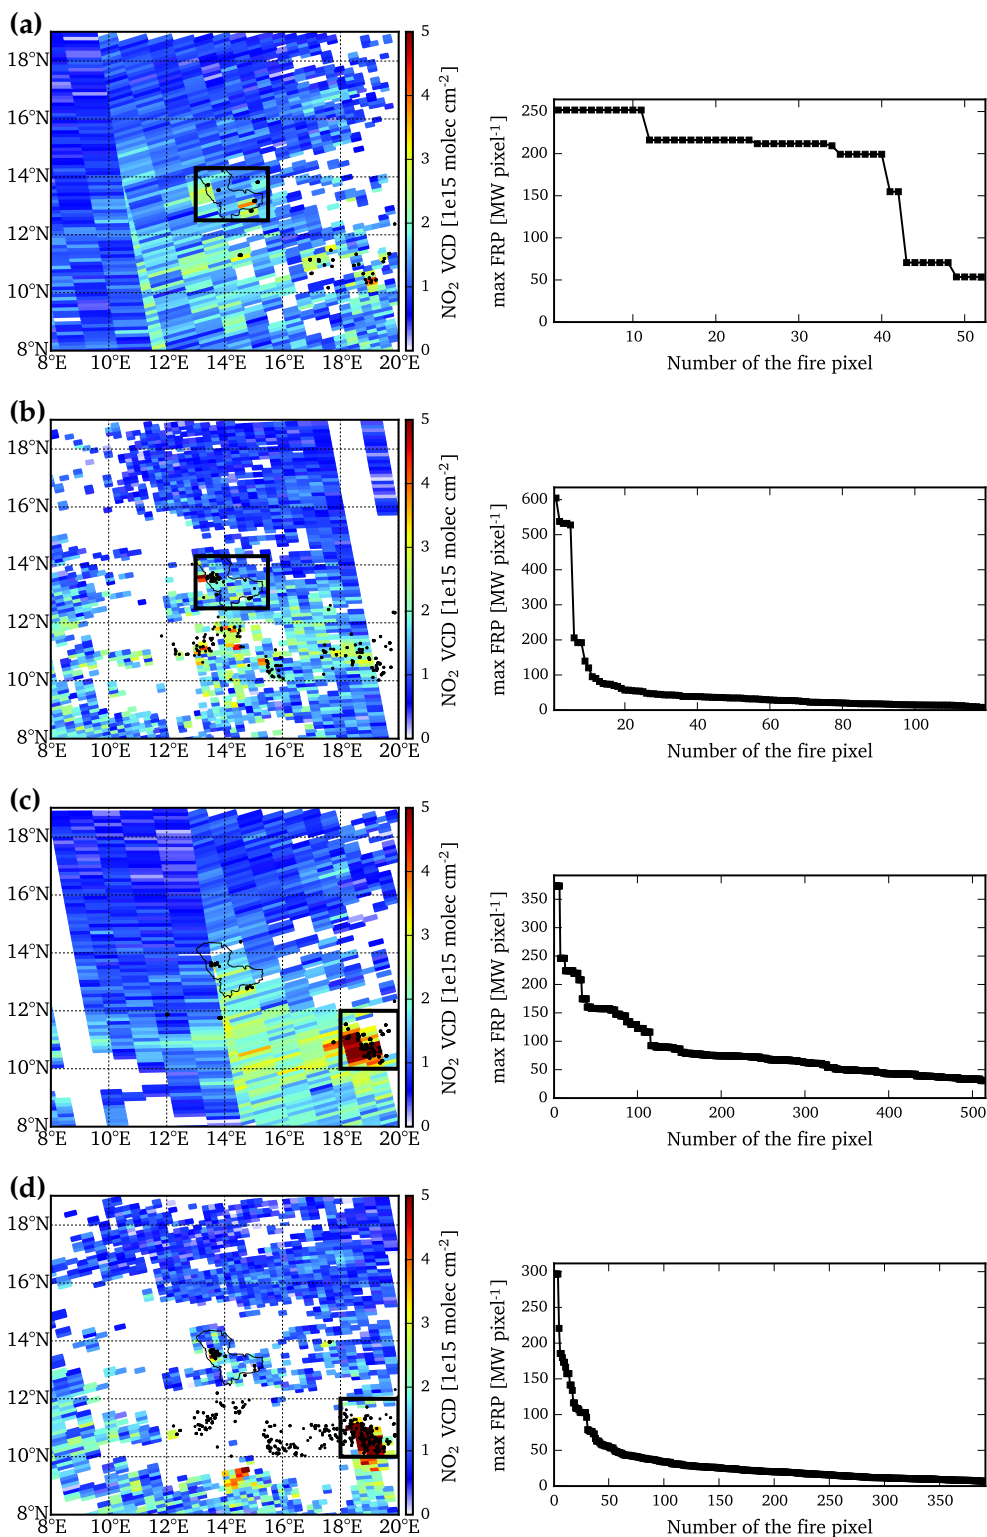 (a)
18°N
16°N
14°N
12°N
10°N
8°N
8°E 10°E 12°E 14°E 16°E 18°E 20°E
5
4
3
2
1
0
NO2 VCD [1e15 molec cm-2]
250
200
150
100
50
0
max FRP [MW pixel-1]
10 20 30 40 50
Number of the fire pixel
(b)
18°N
16°N
14°N
12°N
10°N
8°N
8°E 10°E 12°E 14°E 16°E 18°E 20°E
5
4
3
2
1
0
NO2 VCD [1e15 molec cm-2]
600
500
400
300
200
100
0
max FRP [MW pixel-1]
20 40 60 80 100
Number of the fire pixel
(c)
18°N
16°N
14°N
12°N
10°N
8°N
8°E 10°E 12°E 14°E 16°E 18°E 20°E
5
4
3
2
1
0
NO2 VCD [1e15 molec cm-2]
350
300
250
200
150
100
50
0
max FRP [MW pixel-1]
0 100 200 300 400 500
Number of the fire pixel
(d)
18°N
16°N
14°N
12°N
10°N
8°N
8°E 10°E 12°E 14°E 16°E 18°E 20°E
5
4
3
2
1
0
NO2 VCD [1e15 molec cm-2]
300
250
200
150
100
50
0
max FRP [MW pixel-1]
0 50 100 150 200 250 300 350
Number of the fire pixel